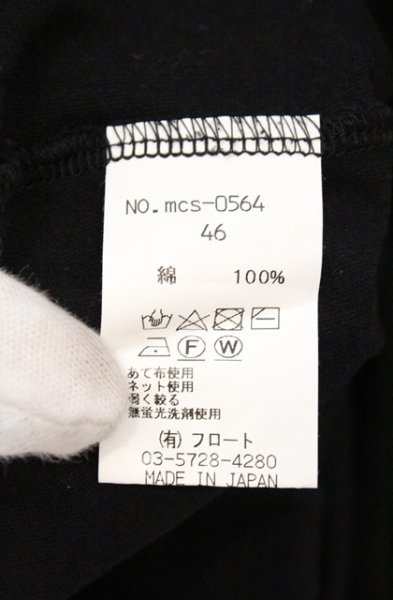 NO.mcs-0564
46
綿 100%
F W
あて布使用
ネット使用
弱く絞る
無蛍光洗剤使用
(有)フロート
03-5728-4280
MADE IN JAPAN